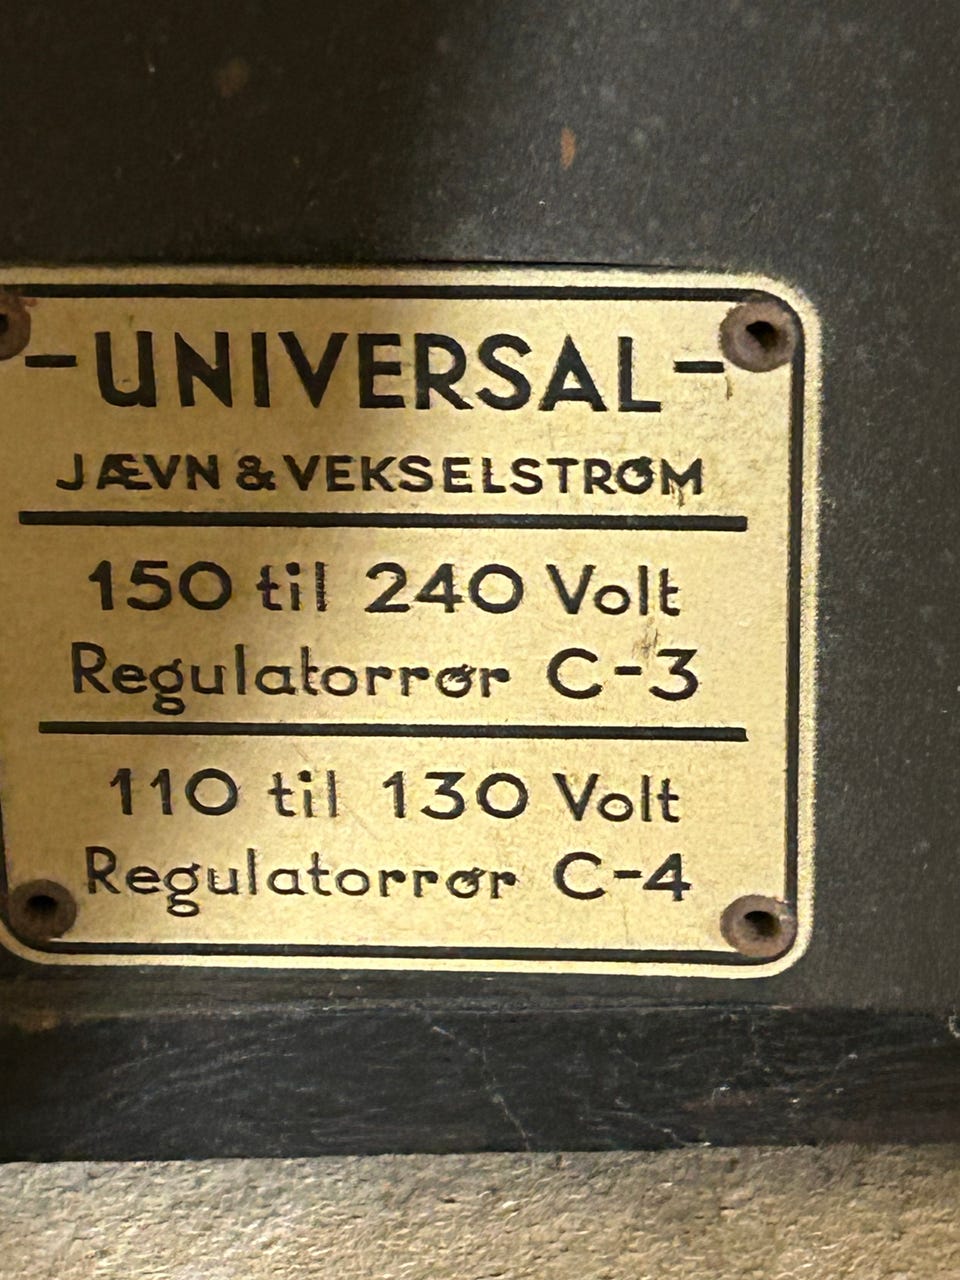 -UNIVERSAL-
JÆVN & VEKSELSTRØM
150 til 240 Volt
Regulatorrør C-3
110 til 130 Volt
Regulatorrør C-4